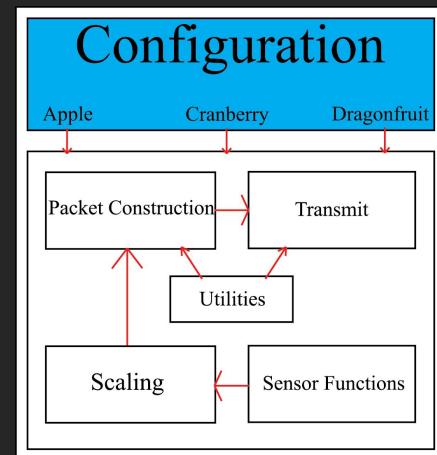 Configuration
Apple Cranberry Dragonfruit
Packet Construction Transmit
Utilities
Scaling Sensor Functions